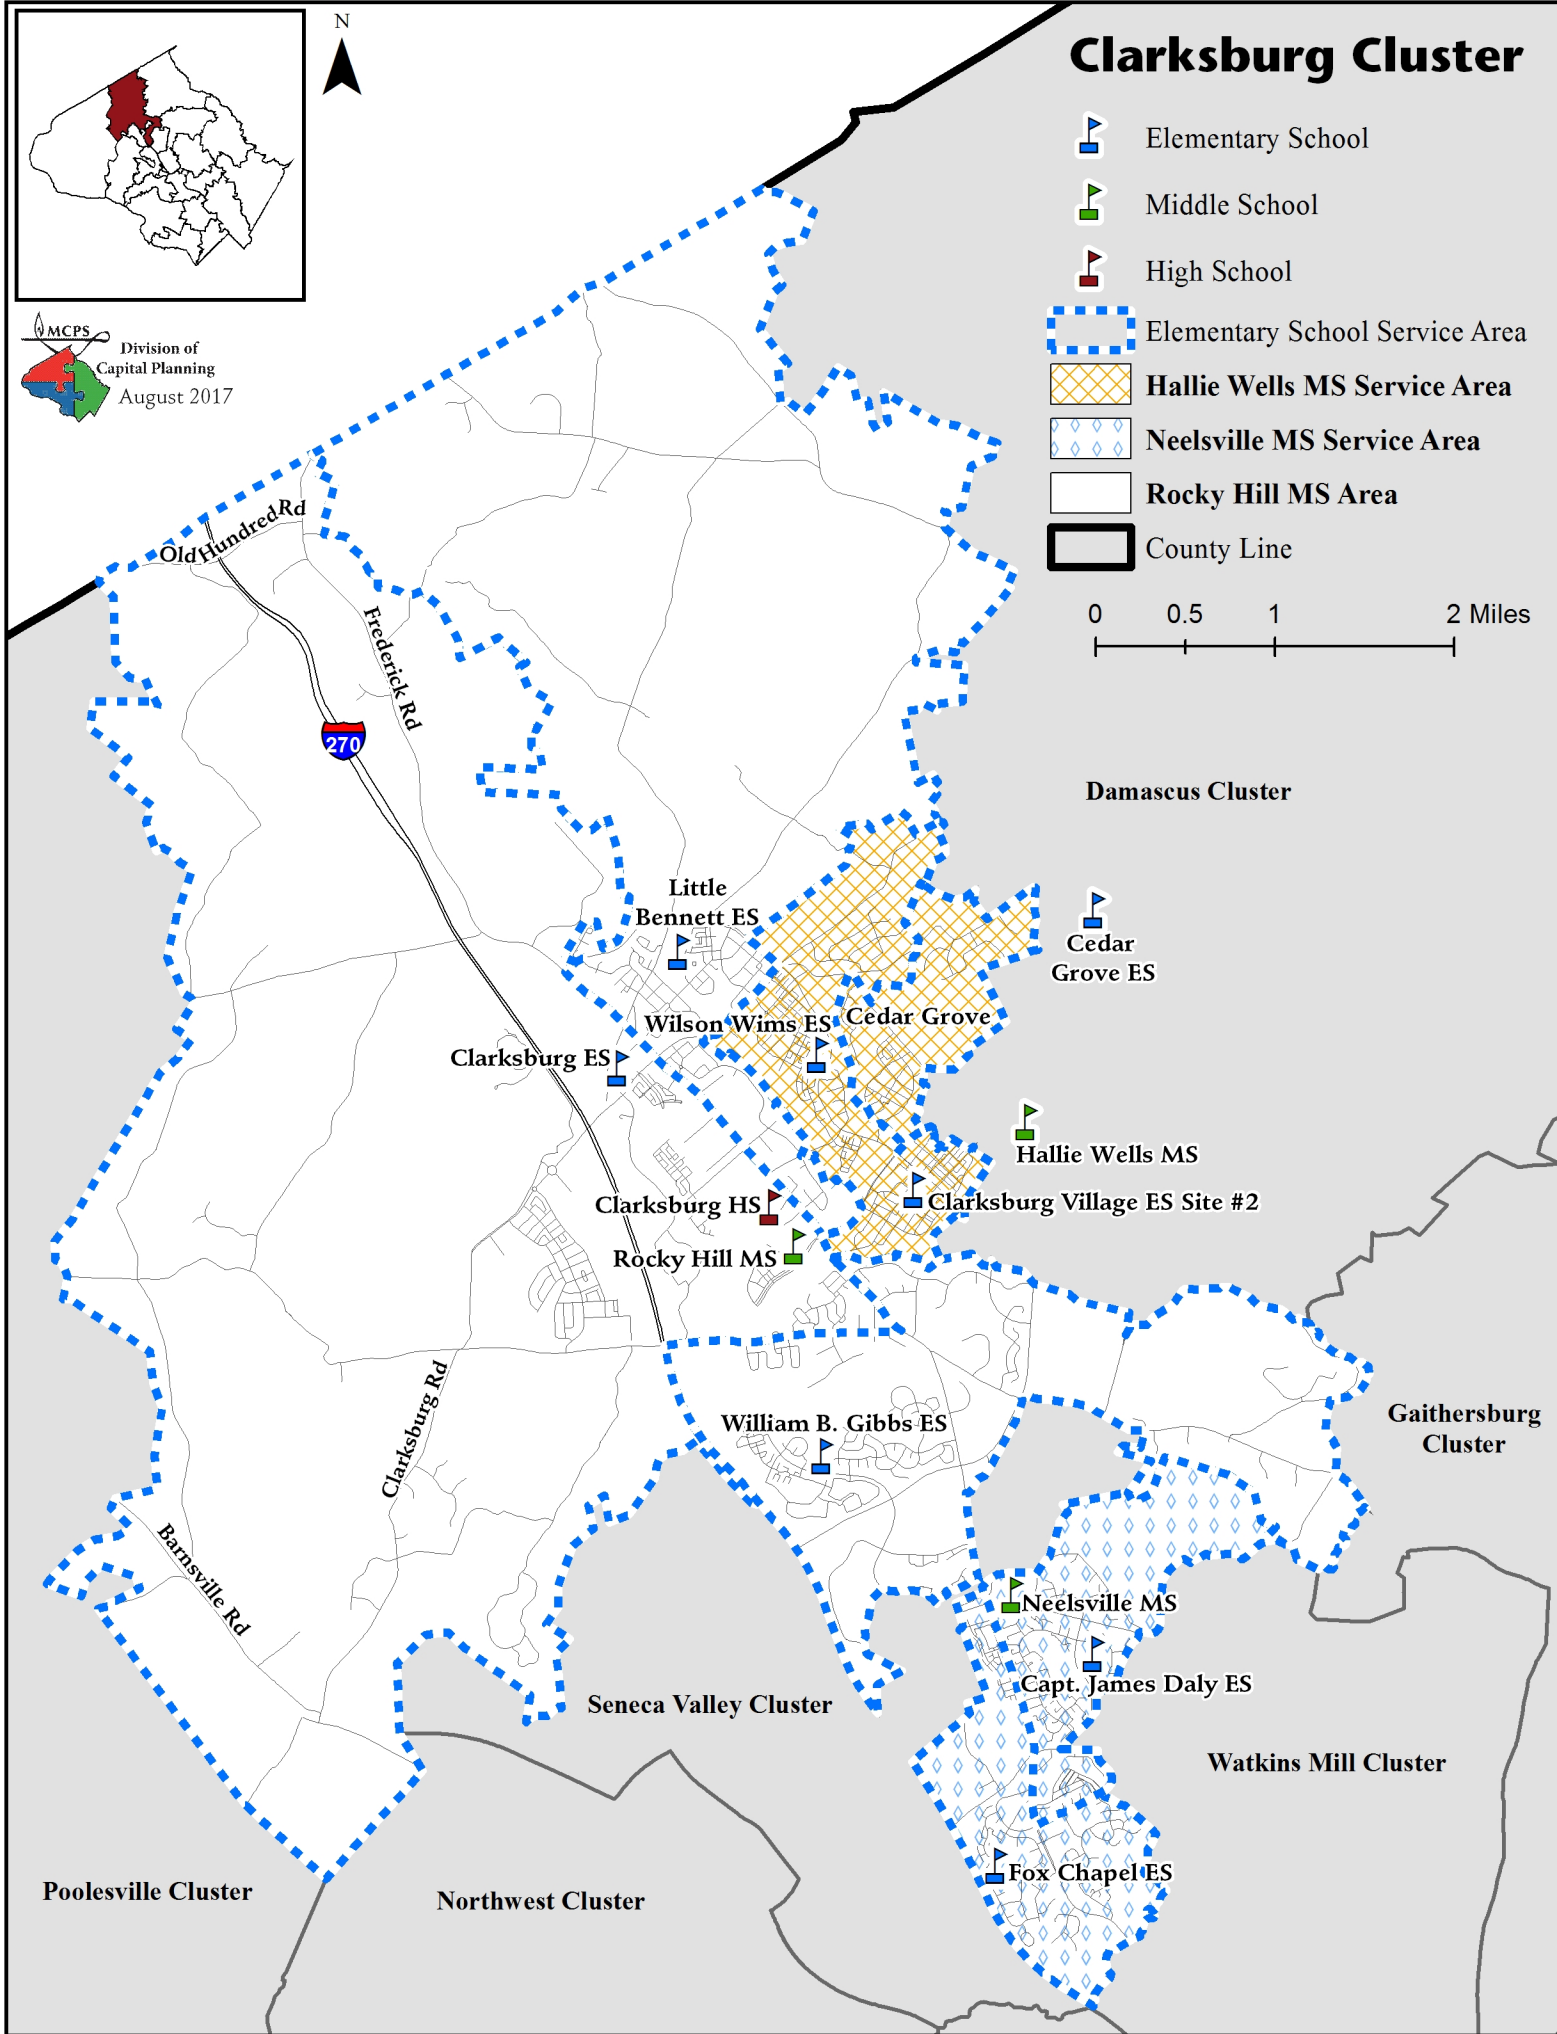 N
Clarksburg Cluster
Elementary School
Middle School
High School
Elementary School Service Area
Hallie Wells MS Service Area
Neelsville MS Service Area
Rocky Hill MS Area
County Line
0 0.5 1 2 Miles
MCPS
Division of
Capital Planning
August 2017
Old Hundred Rd
Frederick Rd
270
Damascus Cluster
Little
Bennett ES
Cedar
Grove ES
Wilson Wims ES
Cedar Grove
Clarksburg ES
Hallie Wells MS
Clarksburg Village ES Site #2
Clarksburg HS
Rocky Hill MS
Clarksburg Rd
William B. Gibbs ES
Gaithersburg
Cluster
Barnsville Rd
Neelsville MS
Capt. James Daly ES
Seneca Valley Cluster
Watkins Mill Cluster
Fox Chapel ES
Poolesville Cluster
Northwest Cluster